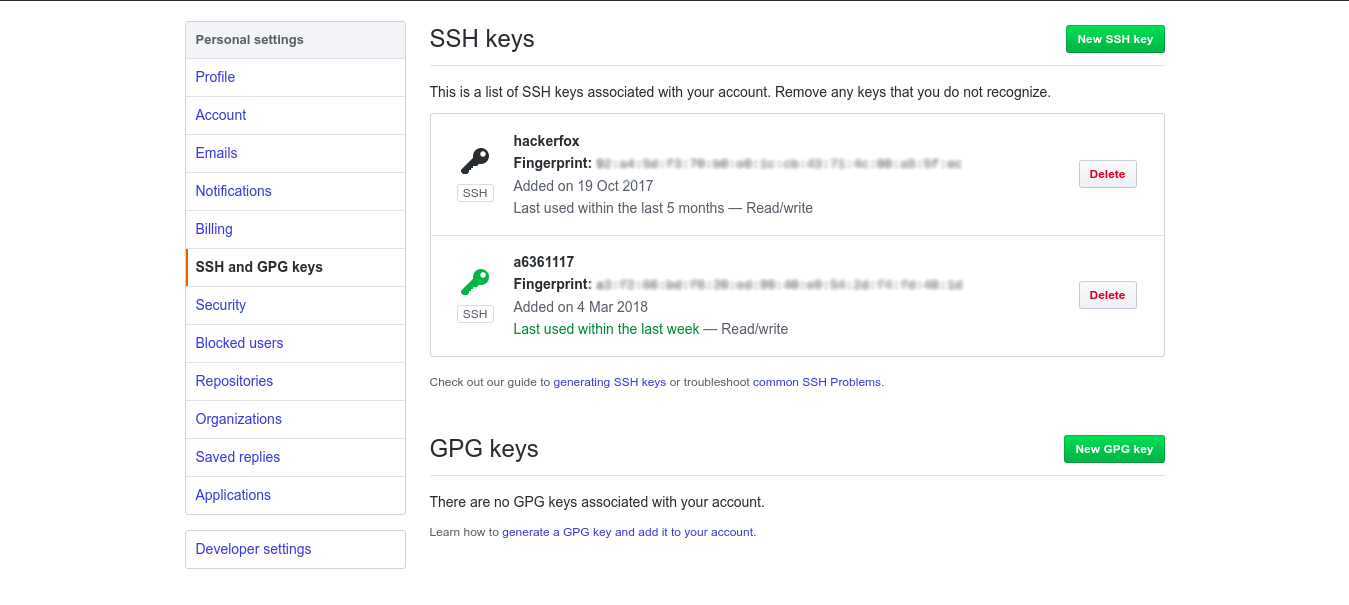 Personal settings
Profile
Account
Emails
Notifications
Billing
SSH and GPG keys
Security
Blocked users
Repositories
Organizations
Saved replies
Applications
Developer settings
SSH keys
New SSH key
This is a list of SSH keys associated with your account. Remove any keys that you do not recognize.
SSH
hackerfox
Fingerprint:
Added on 19 Oct 2017
Last used within the last 5 months — Read/write
Delete
SSH
a6361117
Fingerprint:
Added on 4 Mar 2018
Last used within the last week — Read/write
Delete
Check out our guide to generating SSH keys or troubleshoot common SSH Problems.
GPG keys
New GPG key
There are no GPG keys associated with your account.
Learn how to generate a GPG key and add it to your account.